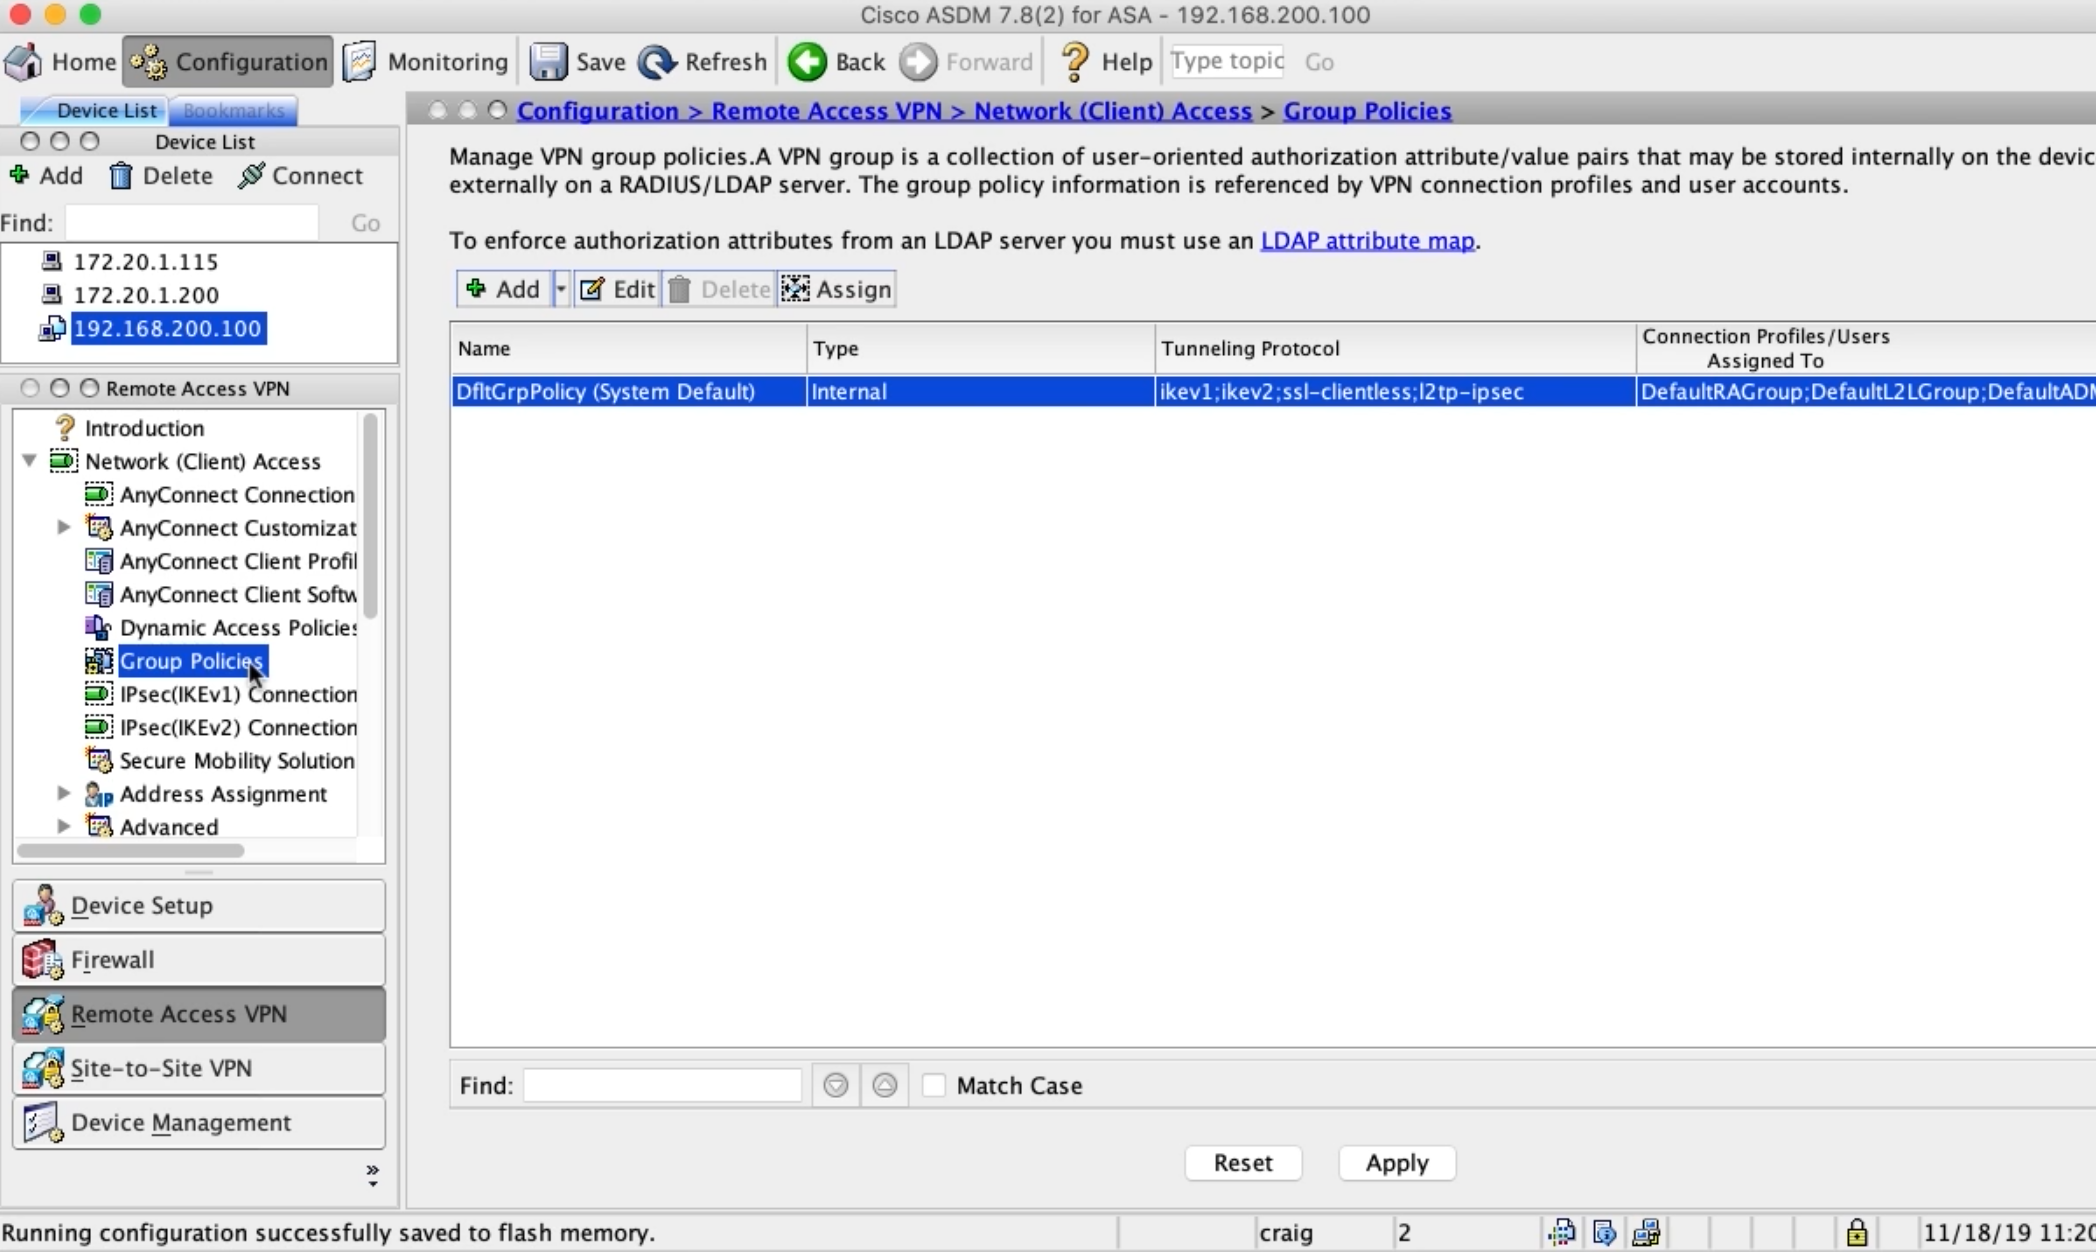 Cisco ASDM 7.8(2) for ASA - 192.168.200.100
Home Configuration Monitoring Save Refresh Back Forward Help Type topic Go
Device List Bookmarks
Device List
Add Delete Connect
Find: Go
172.20.1.115
172.20.1.200
192.168.200.100
Remote Access VPN
Introduction
Network (Client) Access
AnyConnect Connection
AnyConnect Customizat
AnyConnect Client Profil
AnyConnect Client Softw
Dynamic Access Policies
Group Policies
IPsec(IKEv1) Connection
IPsec(IKEv2) Connection
Secure Mobility Solution
Address Assignment
Advanced
Device Setup
Firewall
Remote Access VPN
Site-to-Site VPN
Device Management
Configuration > Remote Access VPN > Network (Client) Access > Group Policies
Manage VPN group policies.A VPN group is a collection of user-oriented authorization attribute/value pairs that may be stored internally on the devic
externally on a RADIUS/LDAP server. The group policy information is referenced by VPN connection profiles and user accounts.
To enforce authorization attributes from an LDAP server you must use an LDAP attribute map.
Add Edit Delete Assign
Name Type Tunneling Protocol Connection Profiles/Users
Assigned To
DfltGrpPolicy (System Default) Internal ikev1;ikev2;ssl-clientless;l2tp-ipsec DefaultRAGroup;DefaultL2LGroup;DefaultADM
Find: Match Case
Reset Apply
Running configuration successfully saved to flash memory. craig 2 11/18/19 11:20